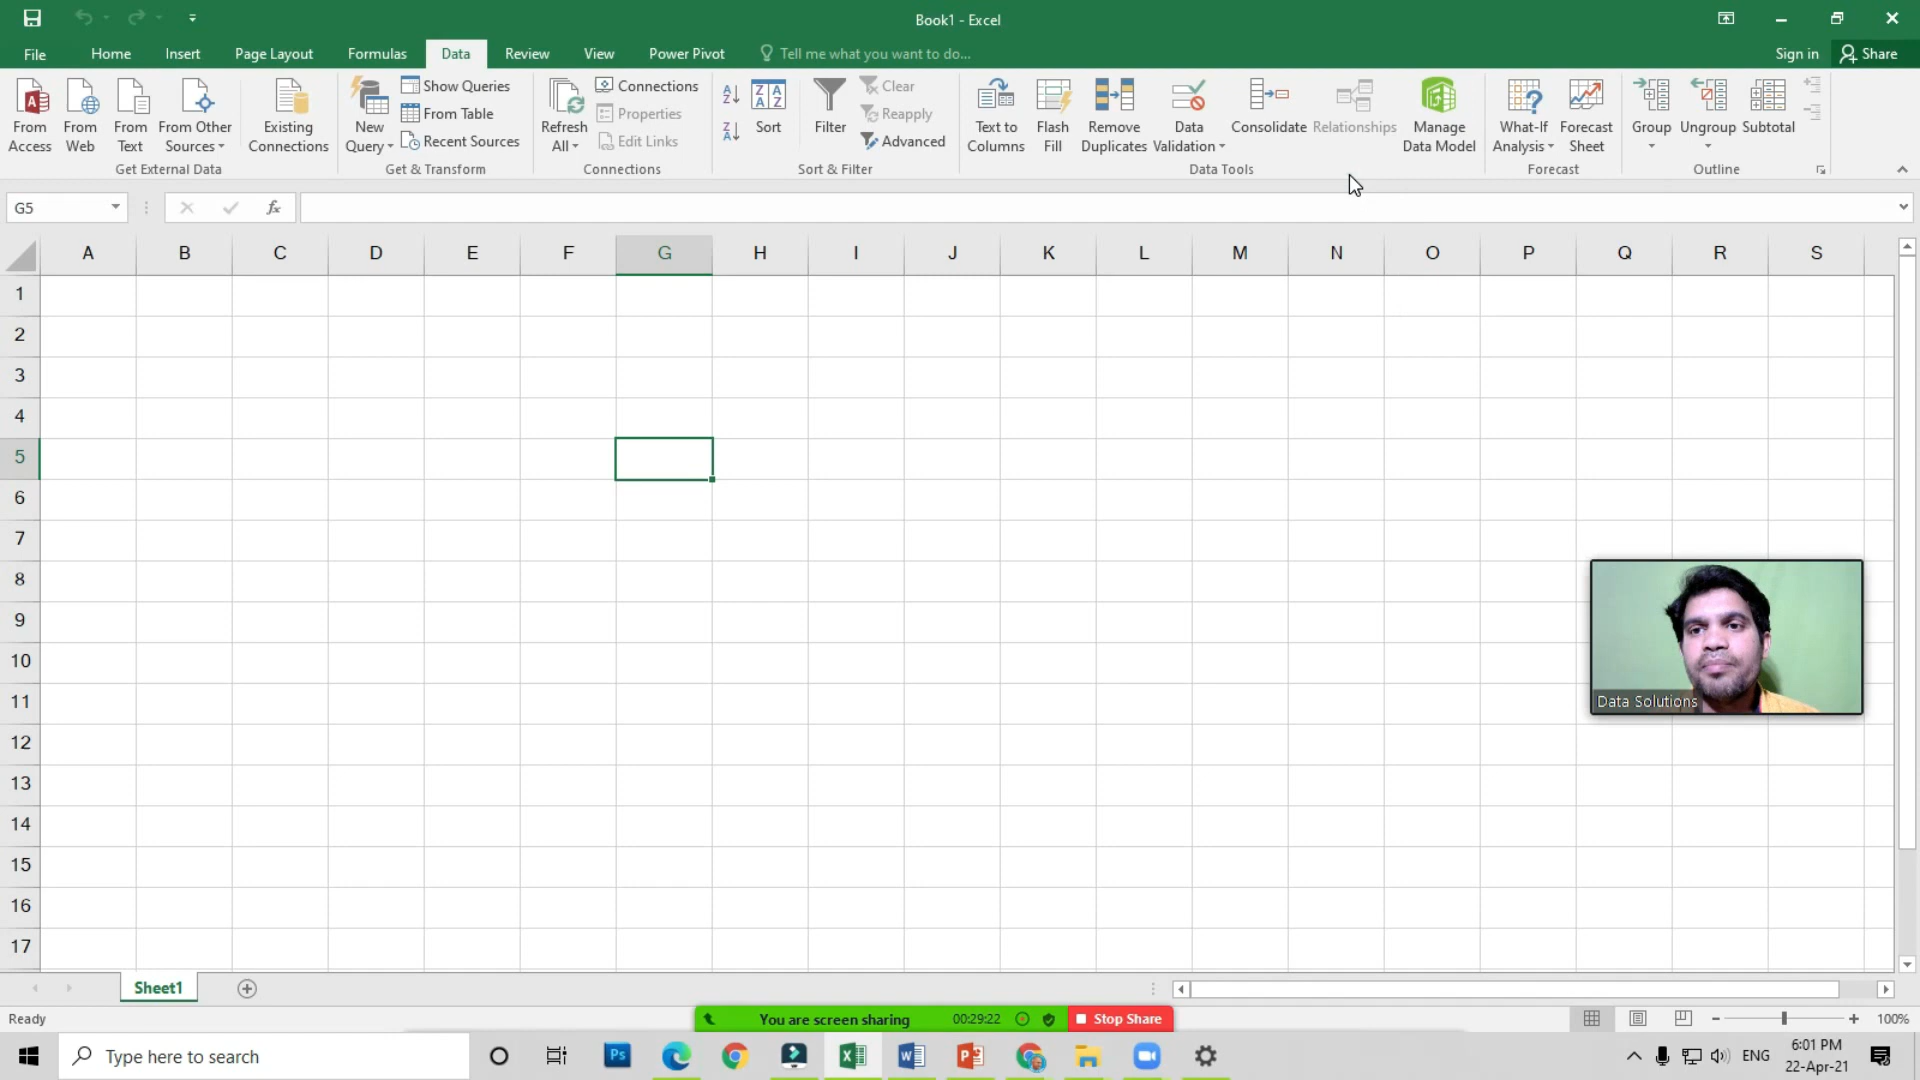 Book1 - Excel
File Home Insert Page Layout Formulas Data Review View Power Pivot Tell me what you want to do... Sign in Share
From Access
From Web
From Text
From Other Sources
Existing Connections
Get External Data
New Query
Show Queries
From Table
Recent Sources
Get & Transform
Refresh All
Connections
Properties
Edit Links
Connections
Sort
Filter
Clear
Reapply
Advanced
Sort & Filter
Text to Columns
Flash Fill
Remove Duplicates
Data Validation
Consolidate
Relationships
Manage Data Model
Data Tools
What-If Analysis
Forecast Sheet
Forecast
Group
Ungroup
Subtotal
Outline
G5 fx
A B C D E F G H I J K L M N O P Q R S
1
2
3
4
5
6
7
8
9
10
11
12
13
14
15
16
17
Data Solutions
Sheet1
Ready
You are screen sharing 00:29:22 Stop Share
100%
Type here to search
Ps
ENG
6:01 PM
22-Apr-21